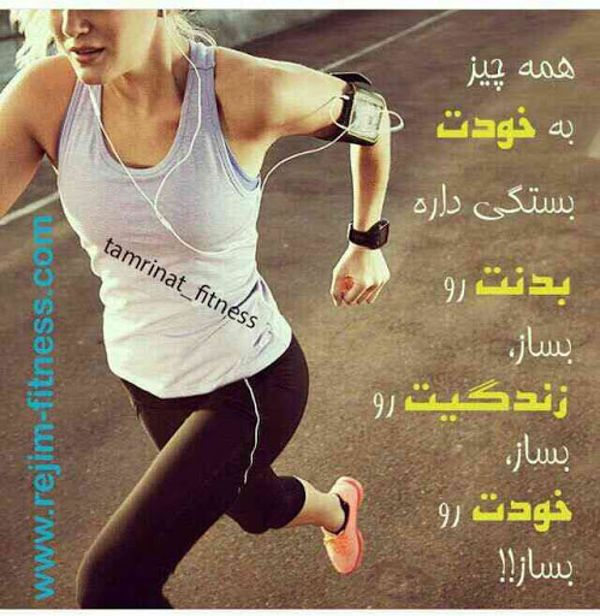 همه چیز
به خودت
بستگی داره
بدنت رو
بساز,
زندگیت رو
بساز,
خودت رو
بساز!!
tamrinat_fitness
www.rejim-fitness.com